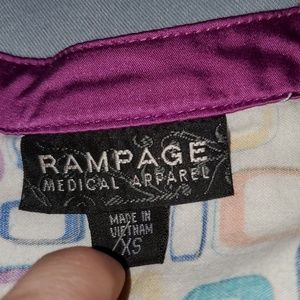 RAMPAGE
MEDICAL APPAREL
MADE IN
VIETNAM
XS